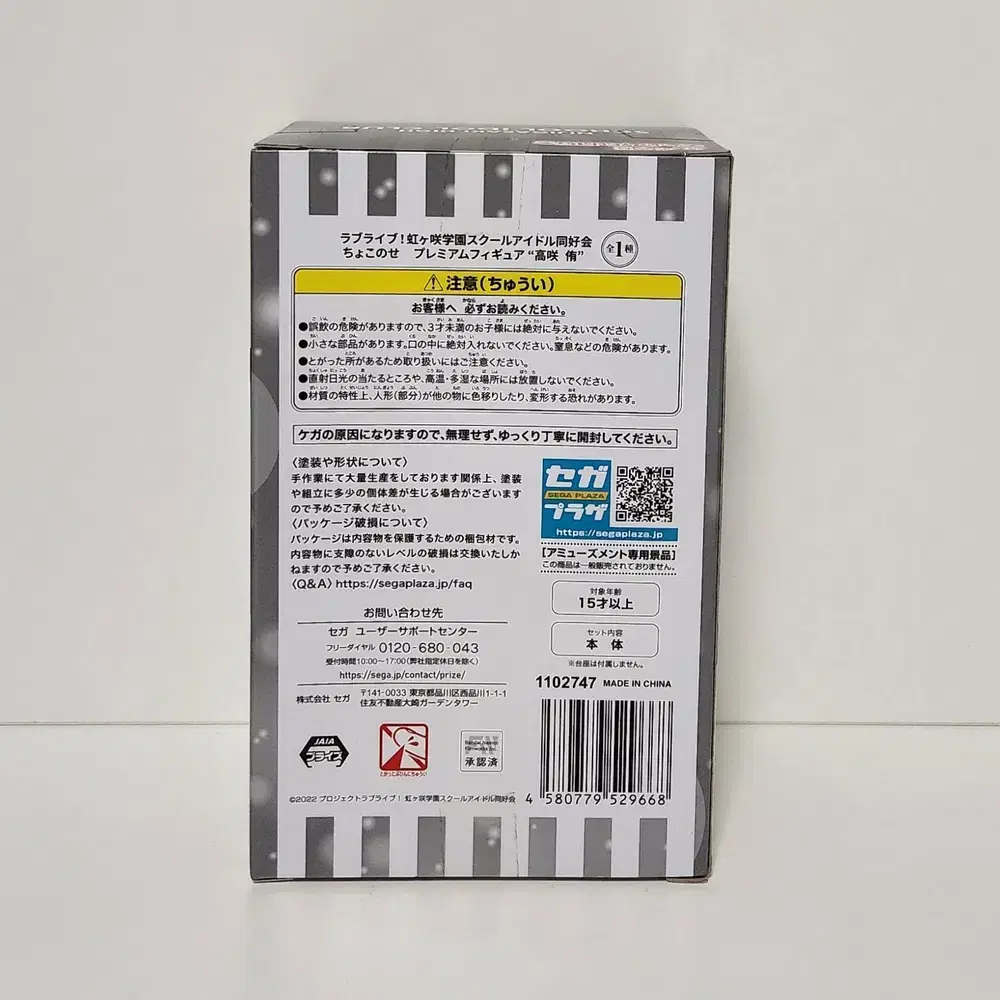 ラブライブ！虹ヶ咲学園スクールアイドル同好会
ちょこのせ　プレミアムフィギュア“高咲 侑”
全1種
⚠注意（ちゅうい）
お客様へ 必ずお読みください。
●誤飲の危険がありますので、3才未満のお子様には絶対に与えないでください。
●小さな部品があります。口の中に絶対入れないでください。窒息などの危険があります。
●とがった所があるため取り扱いにはご注意ください。
●直射日光の当たるところや、高温・多湿な場所には放置しないでください。
●材質の特性上、人形（部分）が他の物に色移りしたり、変形する恐れがあります。
ケガの原因になりますので、無理せず、ゆっくり丁寧に開封してください。
〈塗装や形状について〉
手作業にて大量生産をしております関係上、塗装
や組立に多少の個体差が生じる場合がございます
ので予めご了承ください。
〈パッケージ破損について〉
パッケージは内容物を保護するための梱包材です。
内容物に支障のないレベルの破損は交換いたしか
ねますので予めご了承ください。
〈Q&A〉https://segaplaza.jp/faq
セガ
SEGA PLAZA
プラザ
https://segaplaza.jp
【アミューズメント専用景品】
この商品は一般販売されておりません。
対象年齢
15才以上
セット内容
本 体
※台座は付属しません。
お問い合わせ先
セガ ユーザーサポートセンター
フリーダイヤル 0120-680-043
受付時間10:00～17:00（弊社指定休日を除く）
https://sega.jp/contact/prize/
株式会社 セガ
〒141-0033 東京都品川区西品川1-1-1
住友不動産大崎ガーデンタワー
1102747 MADE IN CHINA
JAIA
プライズ
とがったぶひんにちゅうい
Bandai Namco
Filmworks Inc.
承認済
©2022 プロジェクトラブライブ！虹ヶ咲学園スクールアイドル同好会
4 580779 529668